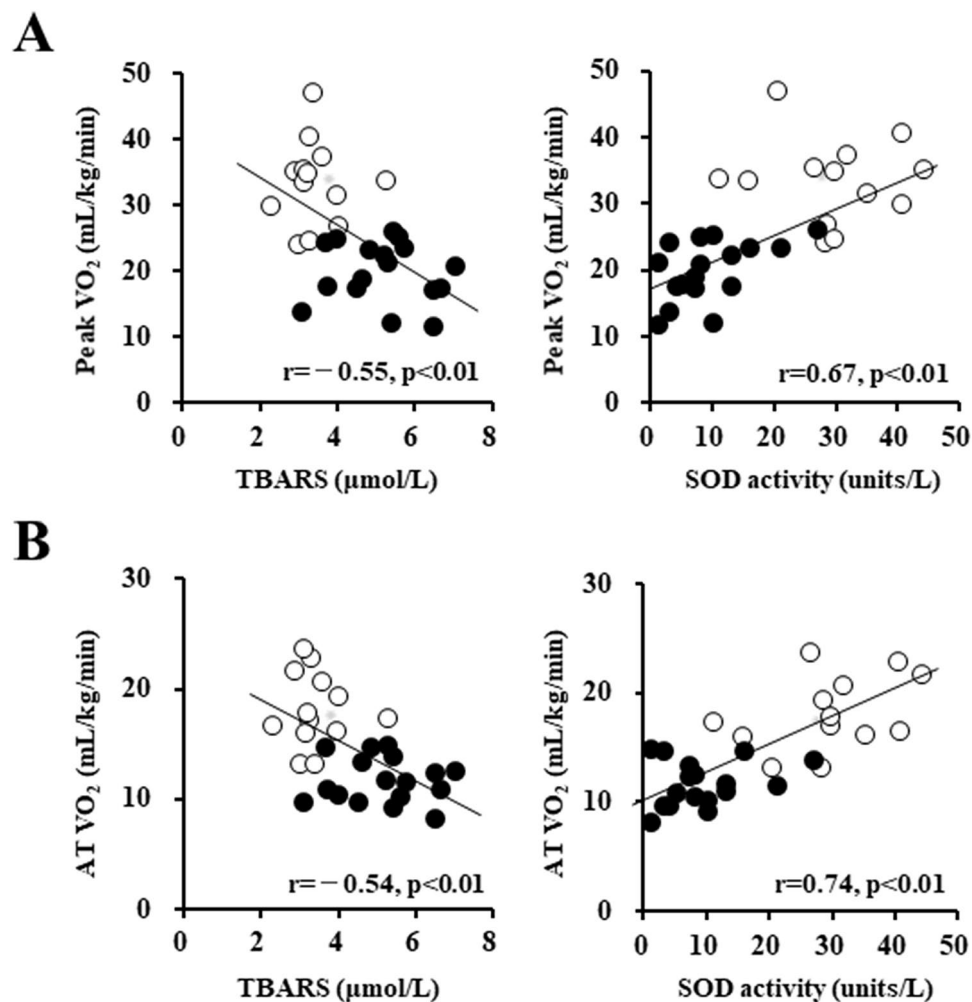 A
Peak VO₂ (mL/kg/min)
50
40
30
20
10
0
r=－0.55, p<0.01
0 2 4 6 8
TBARS (μmol/L)
Peak VO₂ (mL/kg/min)
50
40
30
20
10
0
r=0.67, p<0.01
0 10 20 30 40 50
SOD activity (units/L)
B
AT VO₂ (mL/kg/min)
30
20
10
0
r=－0.54, p<0.01
0 2 4 6 8
TBARS (μmol/L)
AT VO₂ (mL/kg/min)
30
20
10
0
r=0.74, p<0.01
0 10 20 30 40 50
SOD activity (units/L)